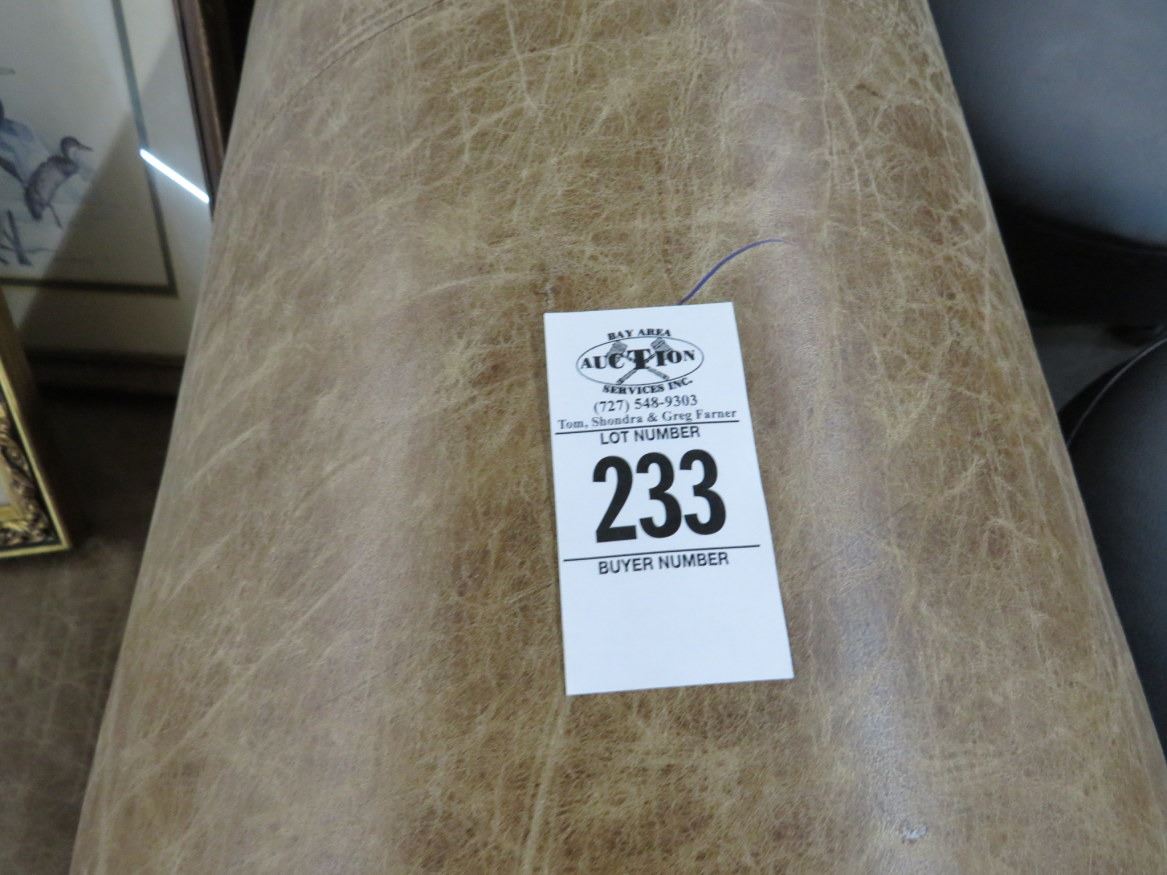 BAY AREA
AUCTION
SERVICES INC.
(727) 548-9303
Tom, Shondra & Greg Farner
LOT NUMBER
233
BUYER NUMBER